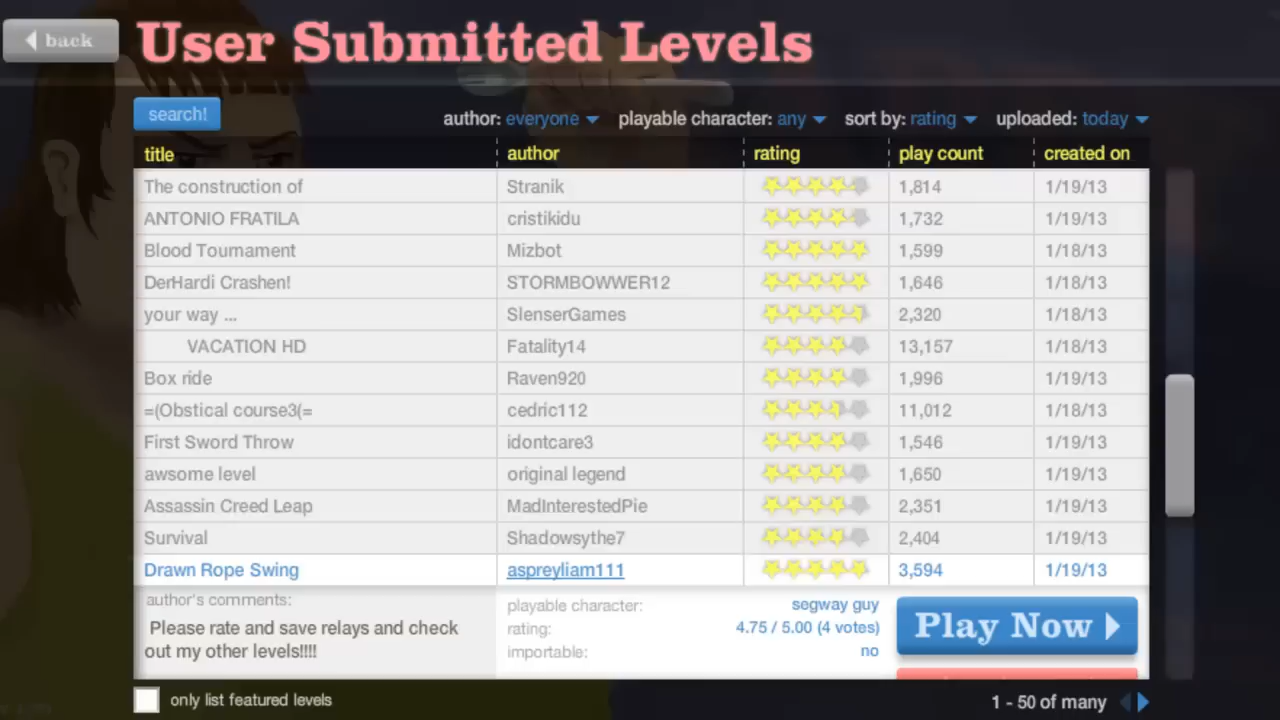 back
User Submitted Levels
search!
author: everyone playable character: any sort by: rating uploaded: today
title author rating play count created on
The construction of Stranik 1,814 1/19/13
ANTONIO FRATILA cristikidu 1,732 1/19/13
Blood Tournament Mizbot 1,599 1/18/13
DerHardi Crashen! STORMBOWWER12 1,646 1/18/13
your way ... SlenserGames 2,320 1/18/13
VACATION HD Fatality14 13,157 1/18/13
Box ride Raven920 1,996 1/19/13
=(Obstical course3(= cedric112 11,012 1/18/13
First Sword Throw idontcare3 1,546 1/19/13
awsome level original legend 1,650 1/19/13
Assassin Creed Leap MadInterestedPie 2,351 1/19/13
Survival Shadowsythe7 2,404 1/19/13
Drawn Rope Swing aspreyliam111 3,594 1/19/13
author's comments:
Please rate and save relays and check
out my other levels!!!!
playable character: segway guy
rating: 4.75 / 5.00 (4 votes)
importable: no
Play Now
only list featured levels
1 - 50 of many